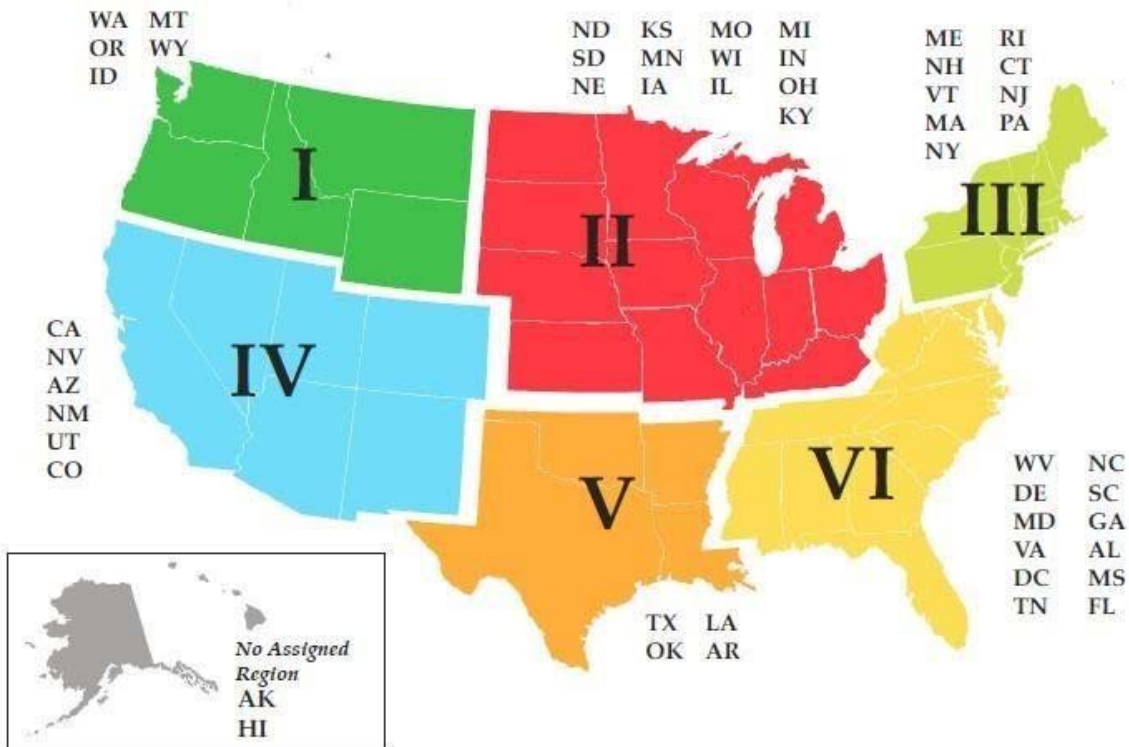 WA MT
OR WY
ID
ND KS MO MI
SD MN WI IN
NE IA IL OH
KY
ME RI
NH CT
VT NJ
MA PA
NY
I
II
III
CA
NV
AZ
NM
UT
CO
IV
V
VI
WV NC
DE SC
MD GA
VA AL
DC MS
TN FL
TX LA
OK AR
No Assigned
Region
AK
HI